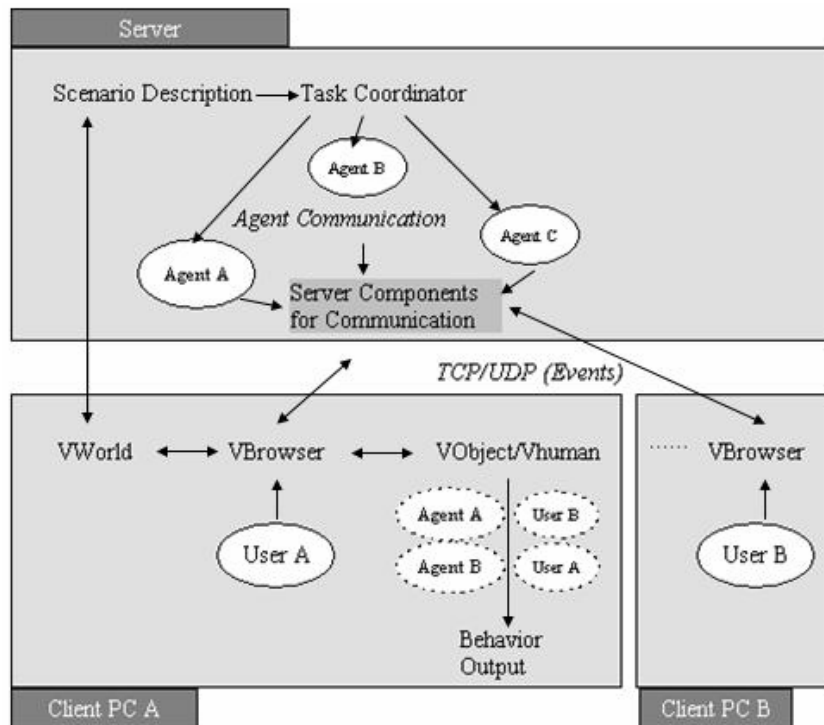 Server
Scenario Description
Task Coordinator
Agent B
Agent Communication
Agent C
Agent A
Server Components
for Communication
TCP/UDP (Events)
VWorld
VBrowser
VObject/Vhuman
........
VBrowser
Agent A
User B
User A
Agent B
User A
User B
Behavior
Output
Client PC A
Client PC B